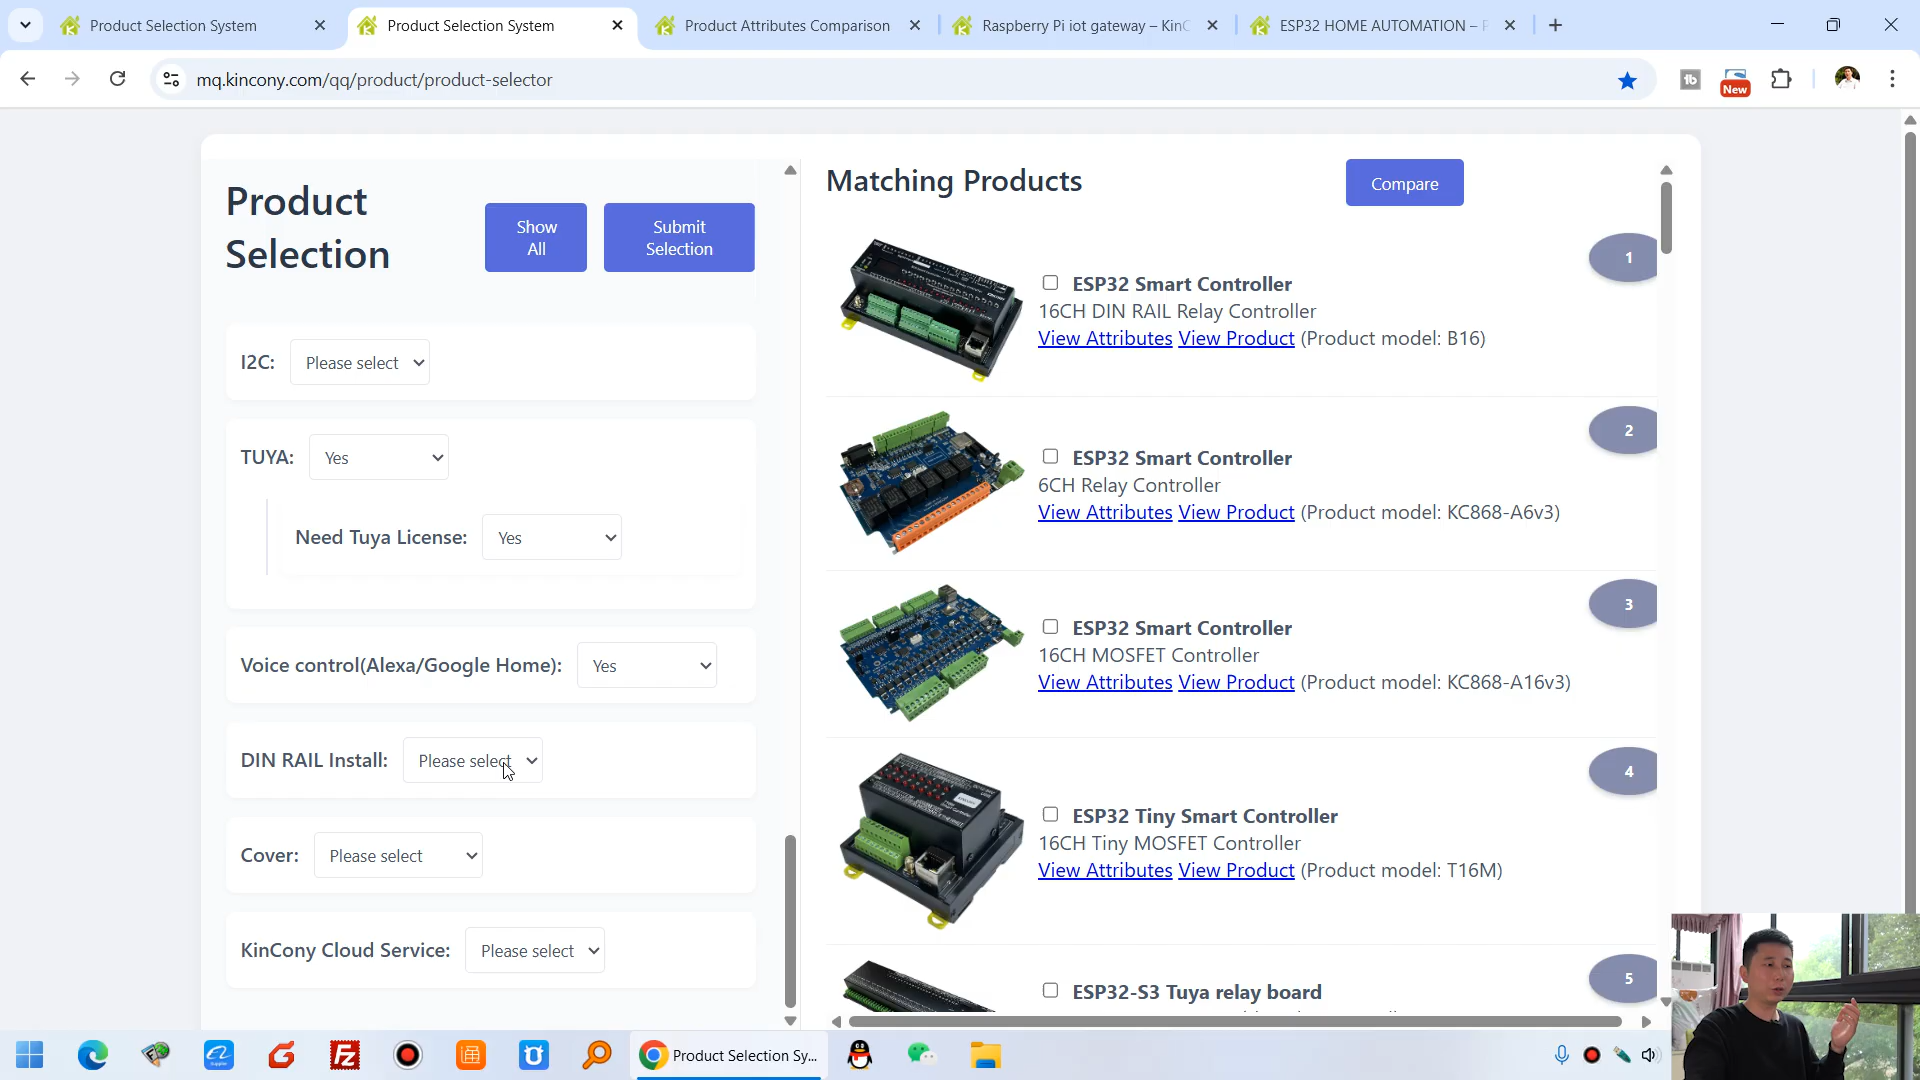 Product Selection System
Product Selection System
Product Attributes Comparison
Raspberry Pi iot gateway – Kin
ESP32 HOME AUTOMATION –
mq.kincony.com/qq/product/product-selector
New
Product
Selection
Show
All
Submit
Selection
I2C:
Please select
TUYA:
Yes
Need Tuya License:
Yes
Voice control(Alexa/Google Home):
Yes
DIN RAIL Install:
Please select
Cover:
Please select
KinCony Cloud Service:
Please select
Matching Products
Compare
1
ESP32 Smart Controller
16CH DIN RAIL Relay Controller
View Attributes View Product (Product model: B16)
2
ESP32 Smart Controller
6CH Relay Controller
View Attributes View Product (Product model: KC868-A6v3)
3
ESP32 Smart Controller
16CH MOSFET Controller
View Attributes View Product (Product model: KC868-A16v3)
4
ESP32 Tiny Smart Controller
16CH Tiny MOSFET Controller
View Attributes View Product (Product model: T16M)
5
ESP32-S3 Tuya relay board
Product Selection Sy...